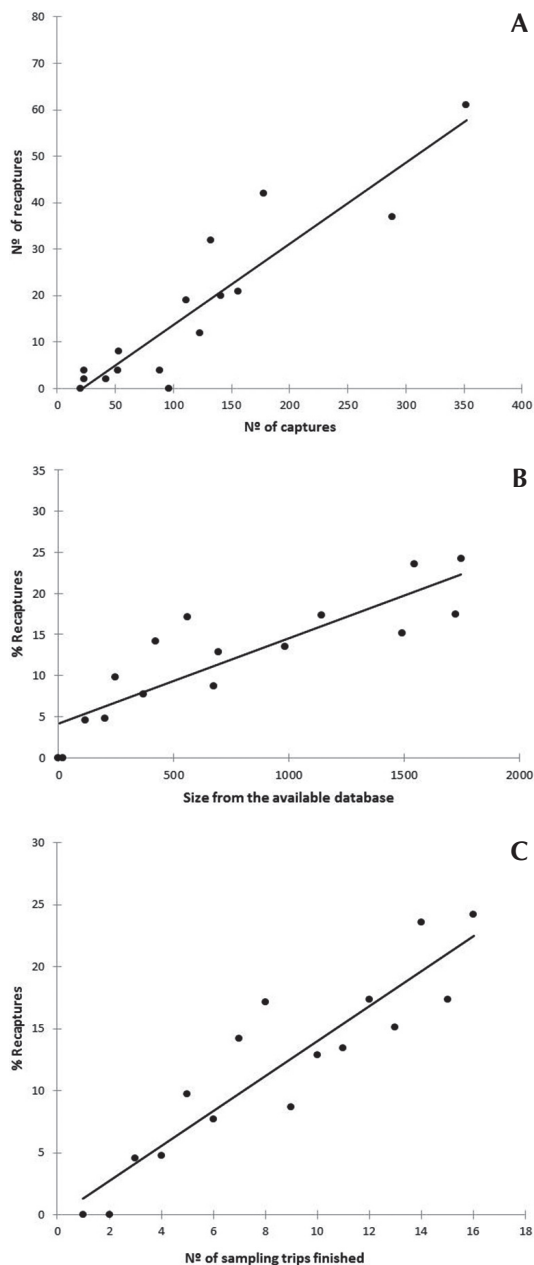 A
80
70
60
50
40
30
20
10
0
Nº of recaptures
0 50 100 150 200 250 300 350 400
Nº of captures
B
35
30
25
20
15
10
5
0
% Recaptures
0 500 1000 1500 2000
Size from the available database
C
30
25
20
15
10
5
0
% Recaptures
0 2 4 6 8 10 12 14 16 18
Nº of sampling trips finished